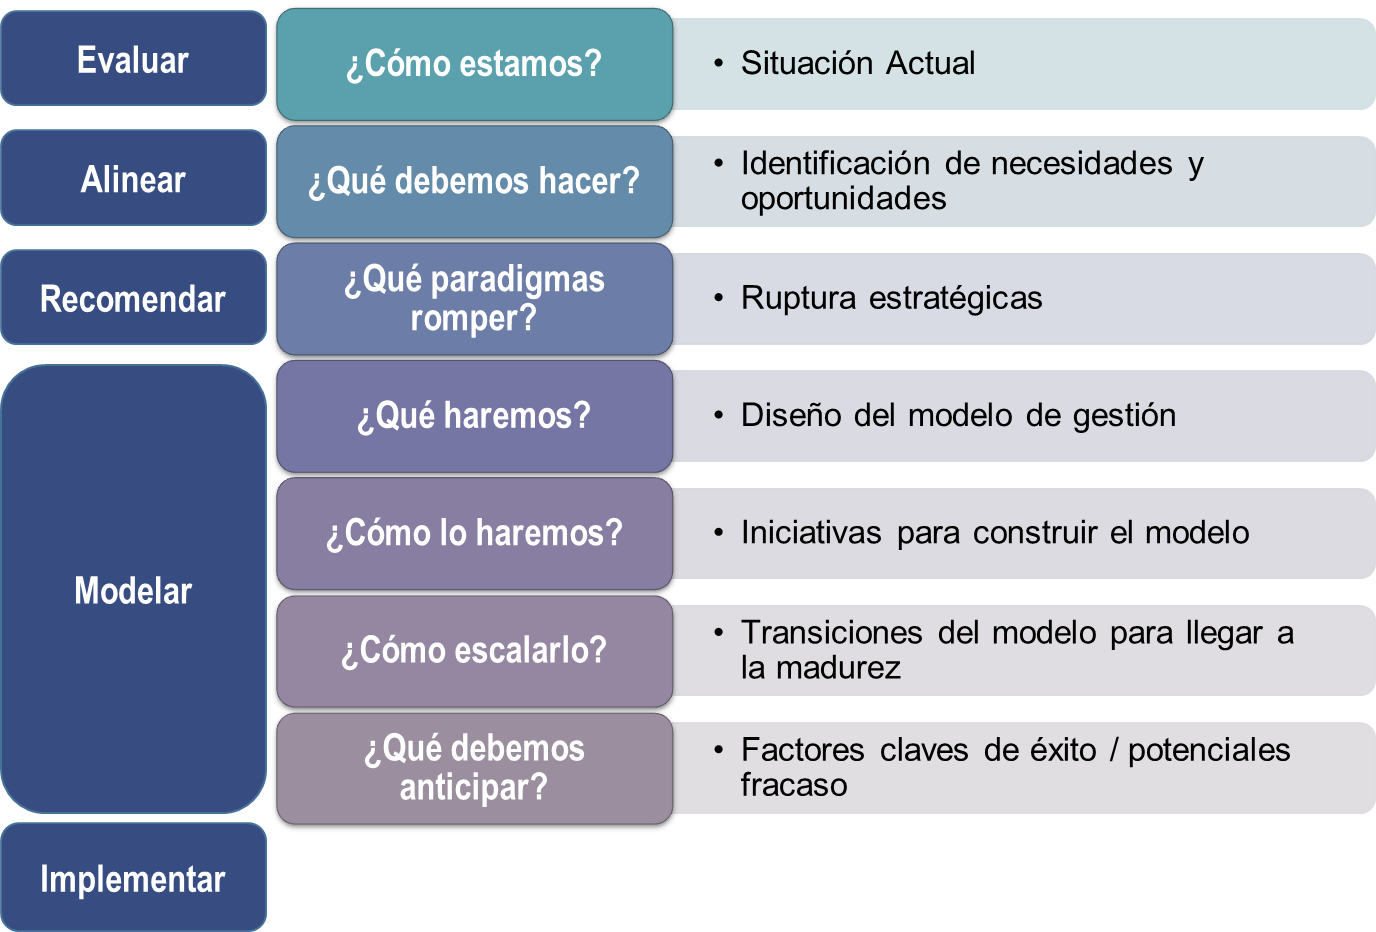 Evaluar
¿Cómo estamos?
• Situación Actual
Alinear
¿Qué debemos hacer?
• Identificación de necesidades y
oportunidades
Recomendar
¿Qué paradigmas
romper?
• Ruptura estratégicas
Modelar
¿Qué haremos?
• Diseño del modelo de gestión
¿Cómo lo haremos?
• Iniciativas para construir el modelo
¿Cómo escalarlo?
• Transiciones del modelo para llegar a
la madurez
¿Qué debemos
anticipar?
• Factores claves de éxito / potenciales
fracaso
Implementar